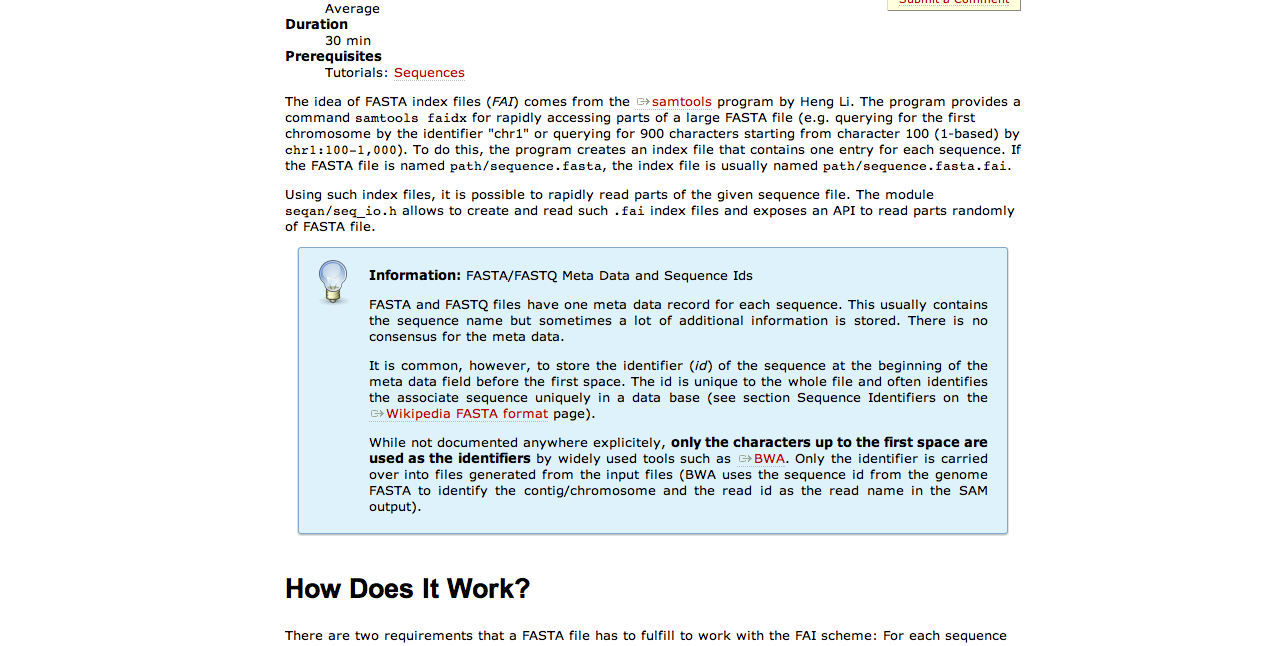 Average
Submit a Comment
Duration
30 min
Prerequisites
Tutorials: Sequences
The idea of FASTA index files (FAI) comes from the samtools program by Heng Li. The program provides a
command samtools faidx for rapidly accessing parts of a large FASTA file (e.g. querying for the first
chromosome by the identifier "chr1" or querying for 900 characters starting from character 100 (1-based) by
chr1:100-1,000). To do this, the program creates an index file that contains one entry for each sequence. If
the FASTA file is named path/sequence.fasta, the index file is usually named path/sequence.fasta.fai.
Using such index files, it is possible to rapidly read parts of the given sequence file. The module
seqan/seq_io.h allows to create and read such .fai index files and exposes an API to read parts randomly
of FASTA file.
Information: FASTA/FASTQ Meta Data and Sequence Ids
FASTA and FASTQ files have one meta data record for each sequence. This usually contains
the sequence name but sometimes a lot of additional information is stored. There is no
consensus for the meta data.
It is common, however, to store the identifier (id) of the sequence at the beginning of the
meta data field before the first space. The id is unique to the whole file and often identifies
the associate sequence uniquely in a data base (see section Sequence Identifiers on the
Wikipedia FASTA format page).
While not documented anywhere explicitely, only the characters up to the first space are
used as the identifiers by widely used tools such as BWA. Only the identifier is carried
over into files generated from the input files (BWA uses the sequence id from the genome
FASTA to identify the contig/chromosome and the read id as the read name in the SAM
output).
How Does It Work?
There are two requirements that a FASTA file has to fulfill to work with the FAI scheme: For each sequence